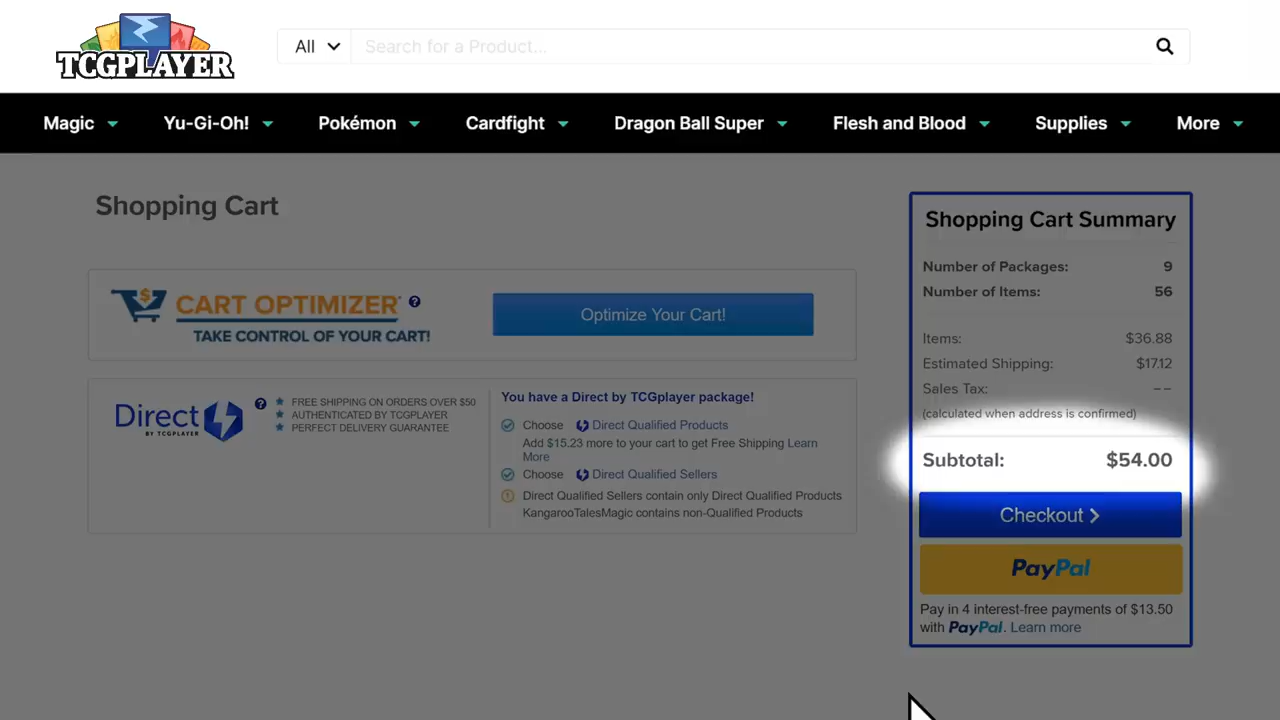 TCGPLAYER
All
Search for a Product...
Magic
Yu-Gi-Oh!
Pokémon
Cardfight
Dragon Ball Super
Flesh and Blood
Supplies
More
Shopping Cart
CART OPTIMIZER
TAKE CONTROL OF YOUR CART!
Optimize Your Cart!
Direct
BY TCGPLAYER
FREE SHIPPING ON ORDERS OVER $50
AUTHENTICATED BY TCGPLAYER
PERFECT DELIVERY GUARANTEE
You have a Direct by TCGplayer package!
Choose Direct Qualified Products
Add $15.23 more to your cart to get Free Shipping Learn
More
Choose Direct Qualified Sellers
Direct Qualified Sellers contain only Direct Qualified Products
KangarooTalesMagic contains non-Qualified Products
Shopping Cart Summary
Number of Packages: 9
Number of Items: 56
Items: $36.88
Estimated Shipping: $17.12
Sales Tax: --
(calculated when address is confirmed)
Subtotal: $54.00
Checkout
PayPal
Pay in 4 interest-free payments of $13.50
with PayPal. Learn more